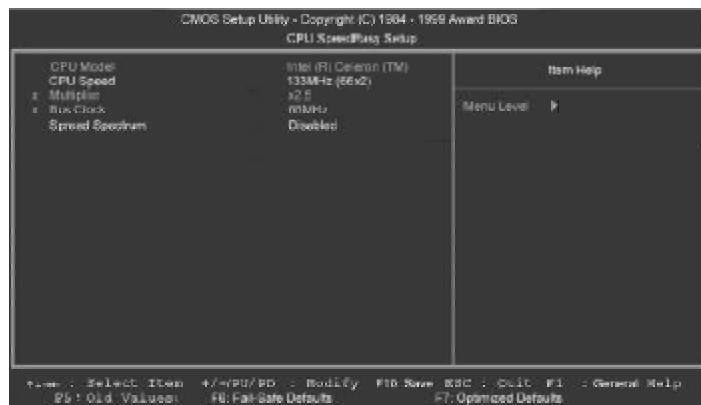 CMOS Setup Utility - Copyright (C) 1984 - 1999 Award BIOS
CPU SpeedEasy Setup
CPU Model Intel (R) Celeron (TM)
CPU Speed 133MHz (66x2)
x Multiplier x2.5
x Bus Clock 66MHz
Spread Spectrum Disabled
Item Help
Menu Level
: Select Item +/-/PU/PD : Modify F10 Save ESC : Quit F1 : General Help
F5: Old Values: F6: Fail-Safe Defaults F7: Optimized Defaults